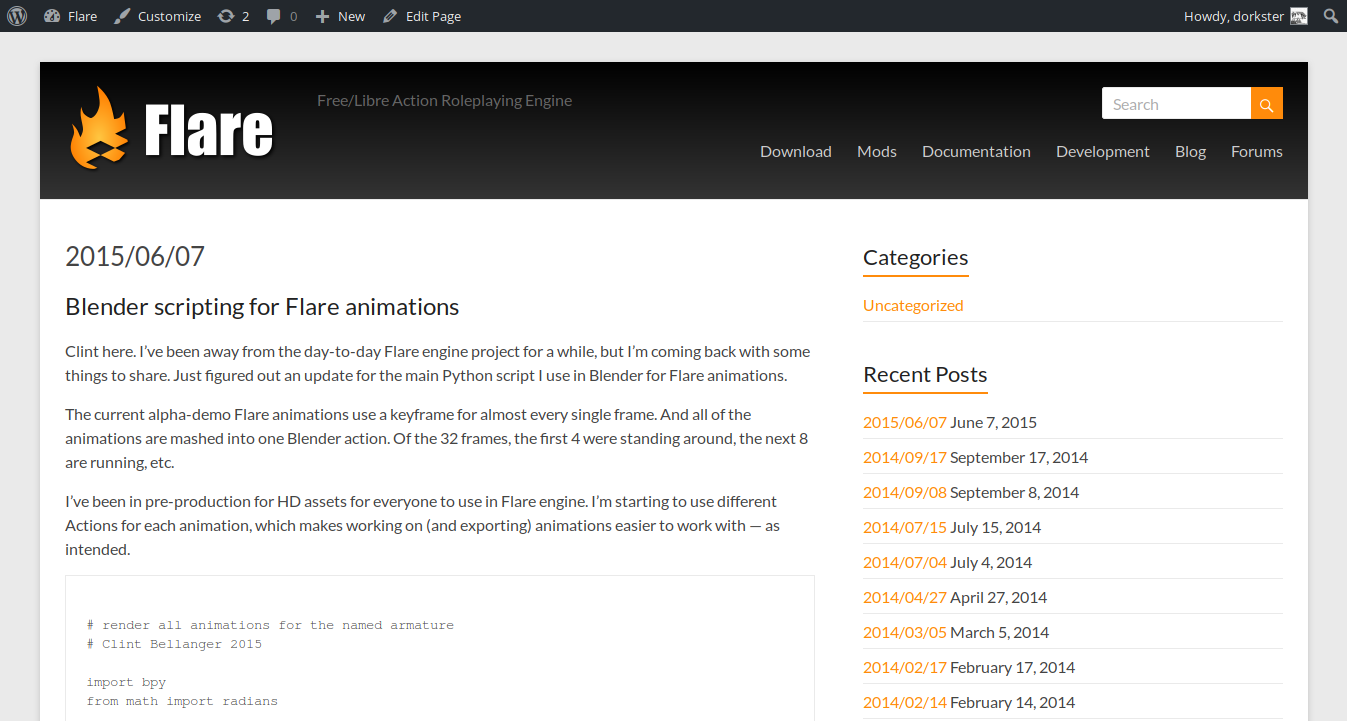 Flare Customize 2 0 New Edit Page Howdy, dorkster
Flare
Free/Libre Action Roleplaying Engine
Search
Download Mods Documentation Development Blog Forums
2015/06/07
Blender scripting for Flare animations
Clint here. I’ve been away from the day-to-day Flare engine project for a while, but I’m coming back with some
things to share. Just figured out an update for the main Python script I use in Blender for Flare animations.
The current alpha-demo Flare animations use a keyframe for almost every single frame. And all of the
animations are mashed into one Blender action. Of the 32 frames, the first 4 were standing around, the next 8
are running, etc.
I’ve been in pre-production for HD assets for everyone to use in Flare engine. I’m starting to use different
Actions for each animation, which makes working on (and exporting) animations easier to work with — as
intended.
# render all animations for the named armature
# Clint Bellanger 2015
import bpy
from math import radians
Categories
Uncategorized
Recent Posts
2015/06/07 June 7, 2015
2014/09/17 September 17, 2014
2014/09/08 September 8, 2014
2014/07/15 July 15, 2014
2014/07/04 July 4, 2014
2014/04/27 April 27, 2014
2014/03/05 March 5, 2014
2014/02/17 February 17, 2014
2014/02/14 February 14, 2014